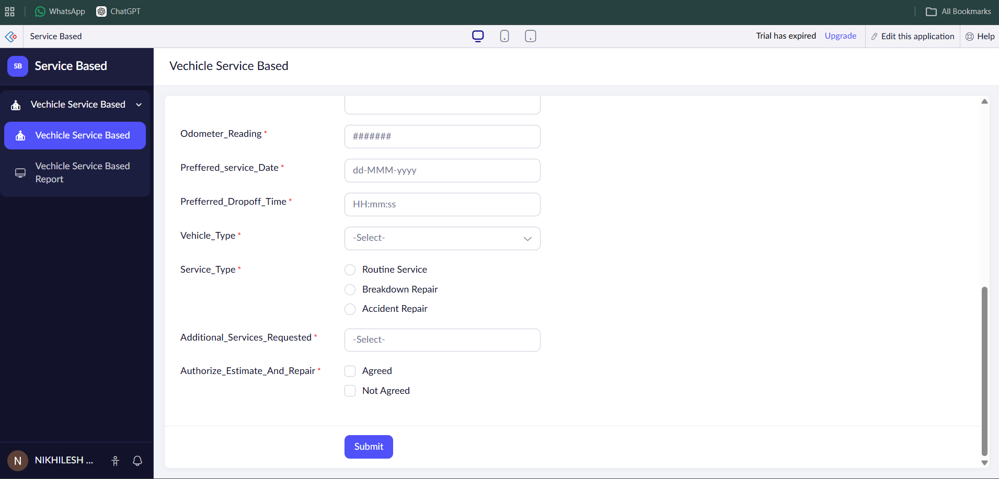 WhatsApp
ChatGPT
All Bookmarks
Service Based
Trial has expired
Upgrade
Edit this application
Help
SB
Service Based
Vechicle Service Based
Vechicle Service Based
Vechicle Service Based
Vechicle Service Based
Report
Odometer_Reading *
#######
Preffered_service_Date *
dd-MMM-yyyy
Prefferred_Dropoff_Time *
HH:mm:ss
Vehicle_Type *
-Select-
Service_Type *
Routine Service
Breakdown Repair
Accident Repair
Additional_Services_Requested *
-Select-
Authorize_Estimate_And_Repair *
Agreed
Not Agreed
Submit
N
NIKHILESH ...